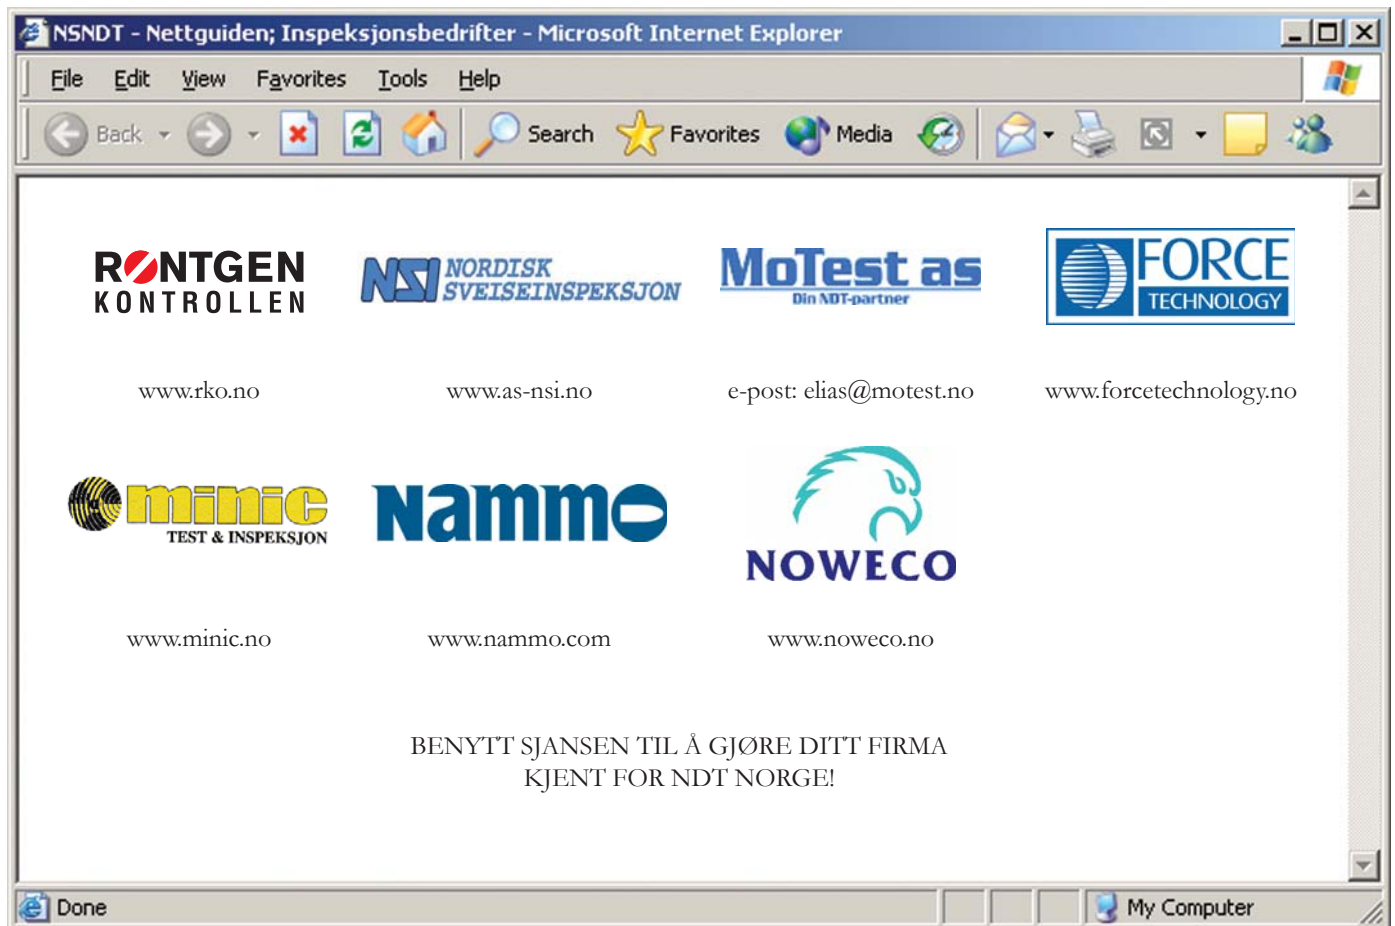 NSNDT - Nettguiden; Inspeksjonsbedrifter - Microsoft Internet Explorer
File Edit View Favorites Tools Help
Back Search Favorites Media
RØNTGEN
KONTROLLEN
NSI NORDISK
SVEISEINSPEKSJON
MoTest as
Din NDT-partner
FORCE
TECHNOLOGY
www.rko.no www.as-nsi.no e-post: elias@motest.no www.forcetechnology.no
minic
TEST & INSPEKSJON
Nammo
NOWECO
www.minic.no www.nammo.com www.noweco.no
BENYTT SJANSEN TIL Å GJØRE DITT FIRMA
KJENT FOR NDT NORGE!
Done My Computer